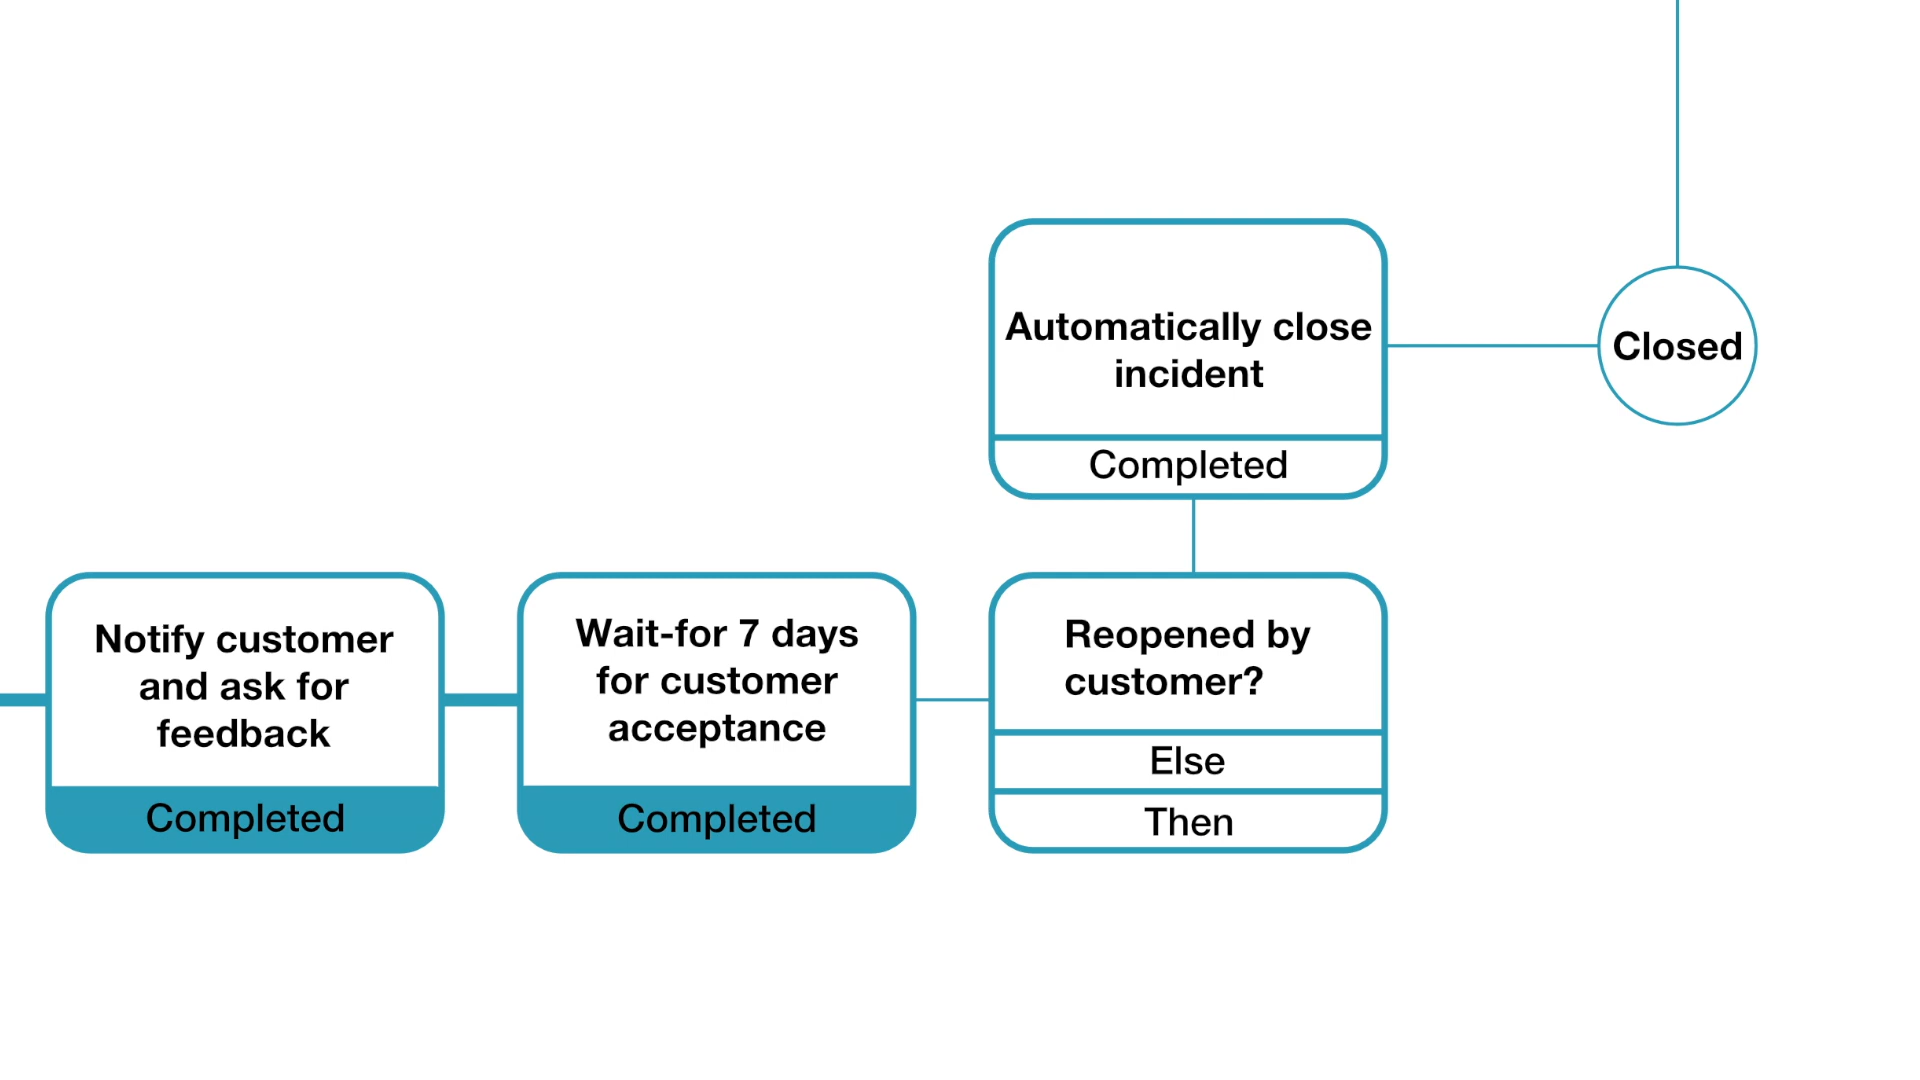 Automatically close
incident
Completed
Closed
Notify customer
and ask for
feedback
Completed
Wait-for 7 days
for customer
acceptance
Completed
Reopened by
customer?
Else
Then